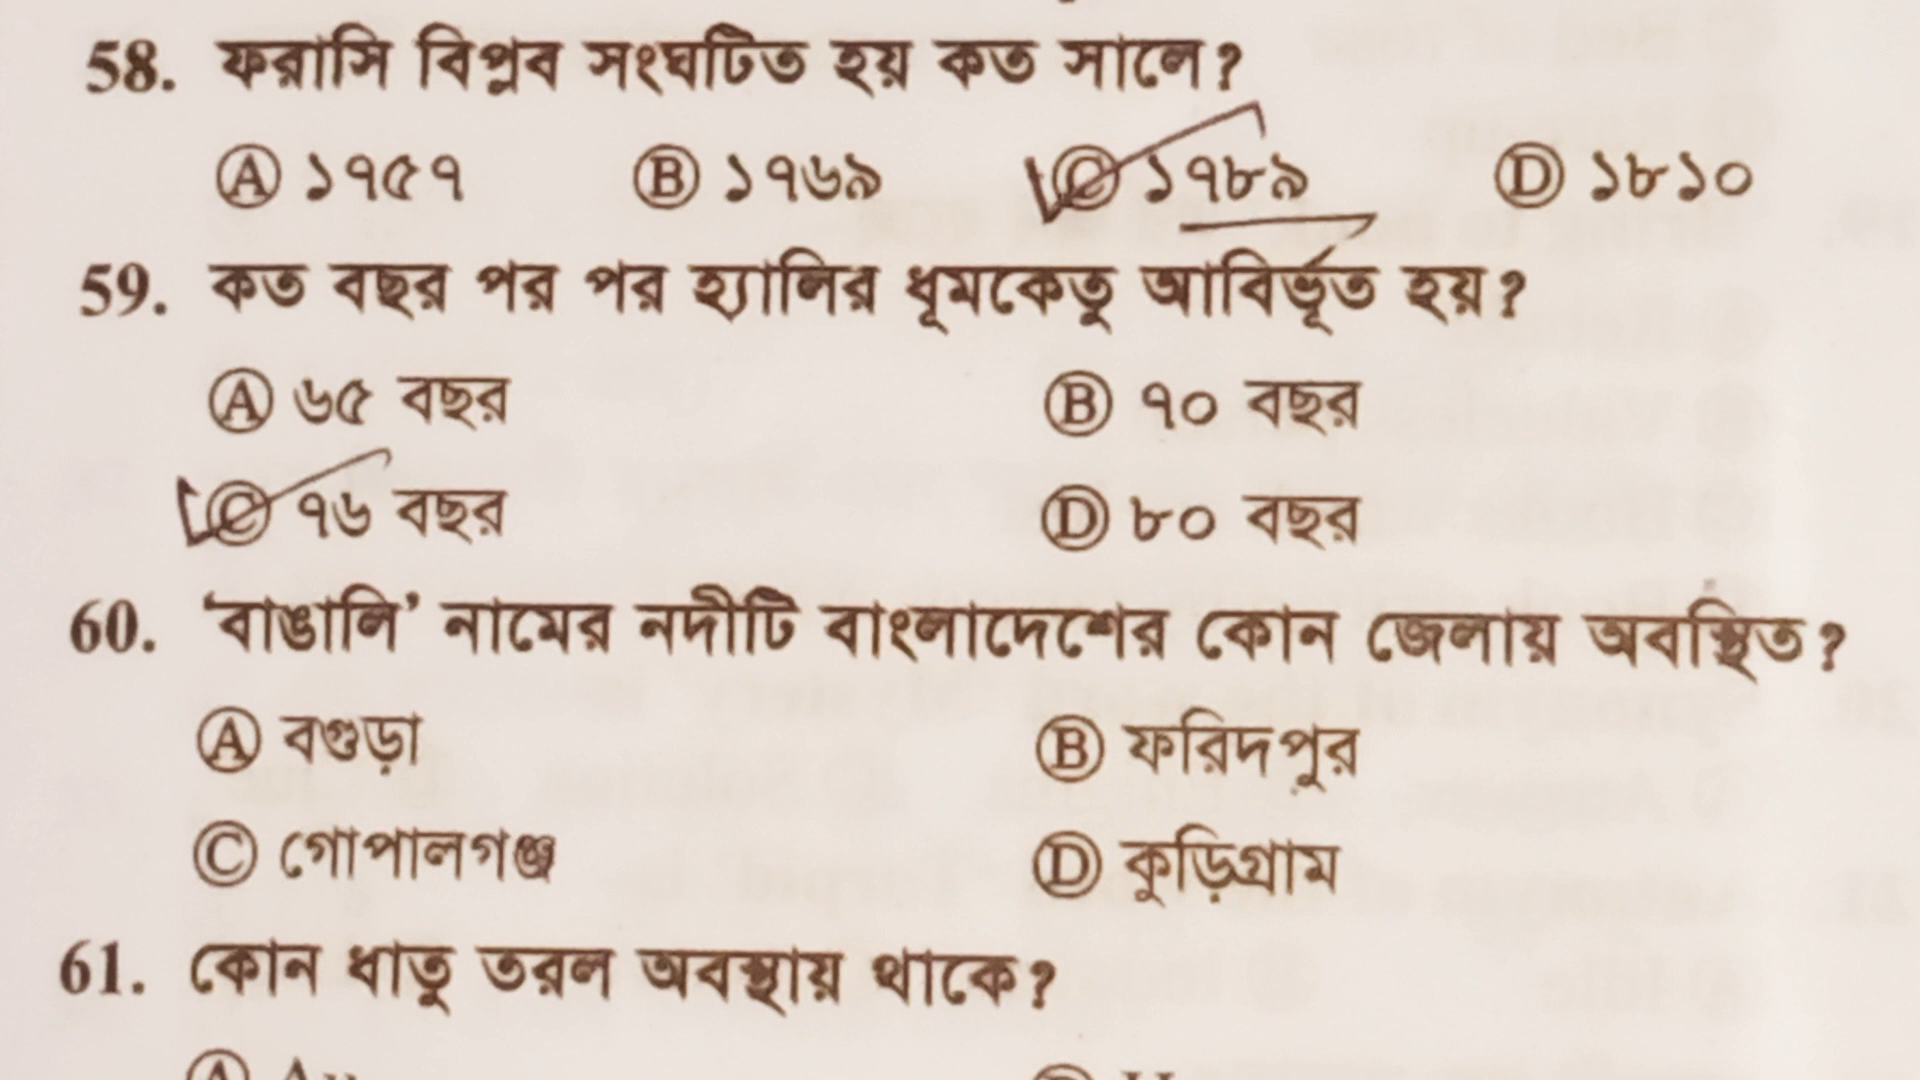 58. ফরাসি বিপ্লব সংঘটিত হয় কত সালে?
Ⓐ ১৭৫৭ Ⓑ ১৭৬৯ Ⓒ ১৭৮৯ Ⓓ ১৮১০
59. কত বছর পর পর হ্যালির ধূমকেতু আবির্ভূত হয়?
Ⓐ ৬৫ বছর Ⓑ ৭০ বছর
Ⓒ ৭৬ বছর Ⓓ ৮০ বছর
60. ‘বাঙালি’ নামের নদীটি বাংলাদেশের কোন জেলায় অবস্থিত?
Ⓐ বগুড়া Ⓑ ফরিদপুর
Ⓒ গোপালগঞ্জ Ⓓ কুড়িগ্রাম
61. কোন ধাতু তরল অবস্থায় থাকে?